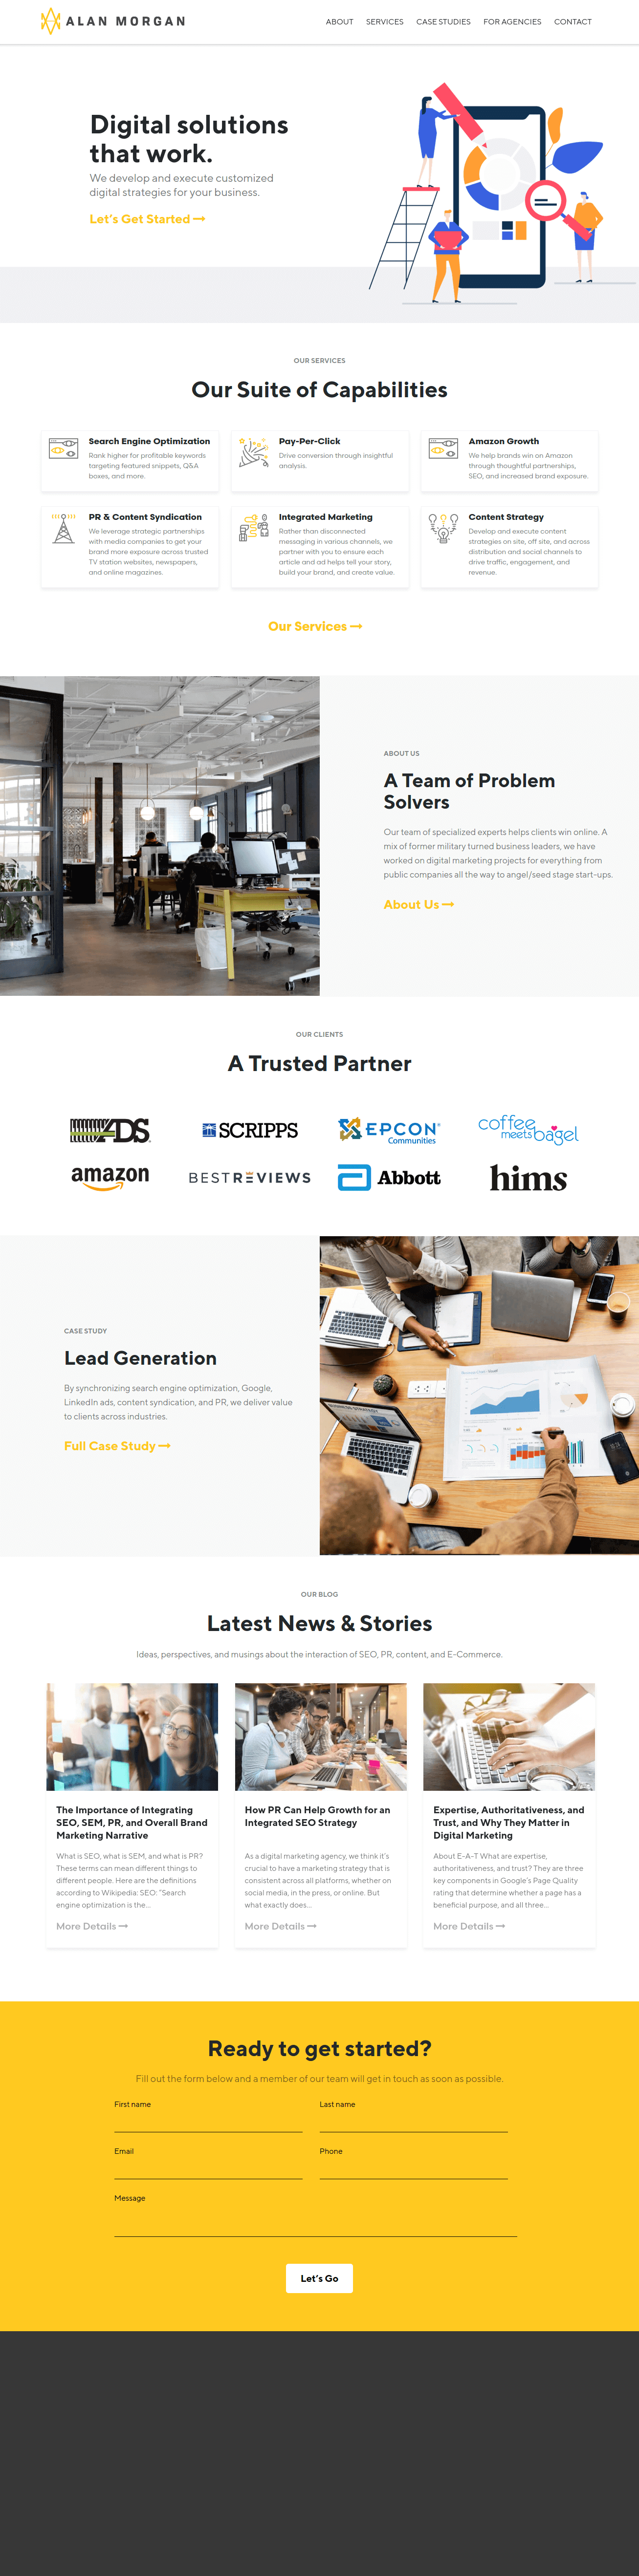 ALAN MORGAN
ABOUT SERVICES CASE STUDIES FOR AGENCIES CONTACT
Digital solutions
that work.
We develop and execute customized
digital strategies for your business.
Let's Get Started
OUR SERVICES
Our Suite of Capabilities
Search Engine Optimization
Rank higher for profitable keywords
targeting featured snippets, Q&A
boxes, and more.
Pay-Per-Click
Drive conversion through insightful
analysis.
Amazon Growth
We help brands win on Amazon
through thoughtful partnerships,
SEO, and increased brand exposure.
PR & Content Syndication
We leverage strategic partnerships
with media companies to get your
brand more exposure across trusted
TV station websites, newspapers,
and online magazines.
Integrated Marketing
Rather than disconnected
messaging in various channels, we
partner with you to ensure each
article and ad helps tell your story,
build your brand, and create value.
Content Strategy
Develop and execute content
strategies on site, off site, and across
distribution and social channels to
drive traffic, engagement, and
revenue.
Our Services
ABOUT US
A Team of Problem
Solvers
Our team of specialized experts helps clients win online. A
mix of former military turned business leaders, we have
worked on digital marketing projects for everything from
public companies all the way to angel/seed stage start-ups.
About Us
OUR CLIENTS
A Trusted Partner
ADS
SCRIPPS
EPCON
Communities
coffee
meets bagel
amazon
BESTREVIEWS
Abbott
hims
CASE STUDY
Lead Generation
By synchronizing search engine optimization, Google,
LinkedIn ads, content syndication, and PR, we deliver value
to clients across industries.
Full Case Study
OUR BLOG
Latest News & Stories
Ideas, perspectives, and musings about the interaction of SEO, PR, content, and E-Commerce.
The Importance of Integrating
SEO, SEM, PR, and Overall Brand
Marketing Narrative
What is SEO, what is SEM, and what is PR?
These terms can mean different things to
different people. Here are the definitions
according to Wikipedia: SEO: "Search
engine optimization is the...
More Details
How PR Can Help Growth for an
Integrated SEO Strategy
As a digital marketing agency, we think it's
crucial to have a marketing strategy that is
consistent across all platforms, whether on
social media, in the press, or online. But
what exactly does...
More Details
Expertise, Authoritativeness, and
Trust, and Why They Matter in
Digital Marketing
About E-A-T What are expertise,
authoritativeness, and trust? They are three
key components in Google's Page Quality
rating that determine whether a page has a
beneficial purpose, and all three...
More Details
Ready to get started?
Fill out the form below and a member of our team will get in touch as soon as possible.
First name
Last name
Email
Phone
Message
Let's Go